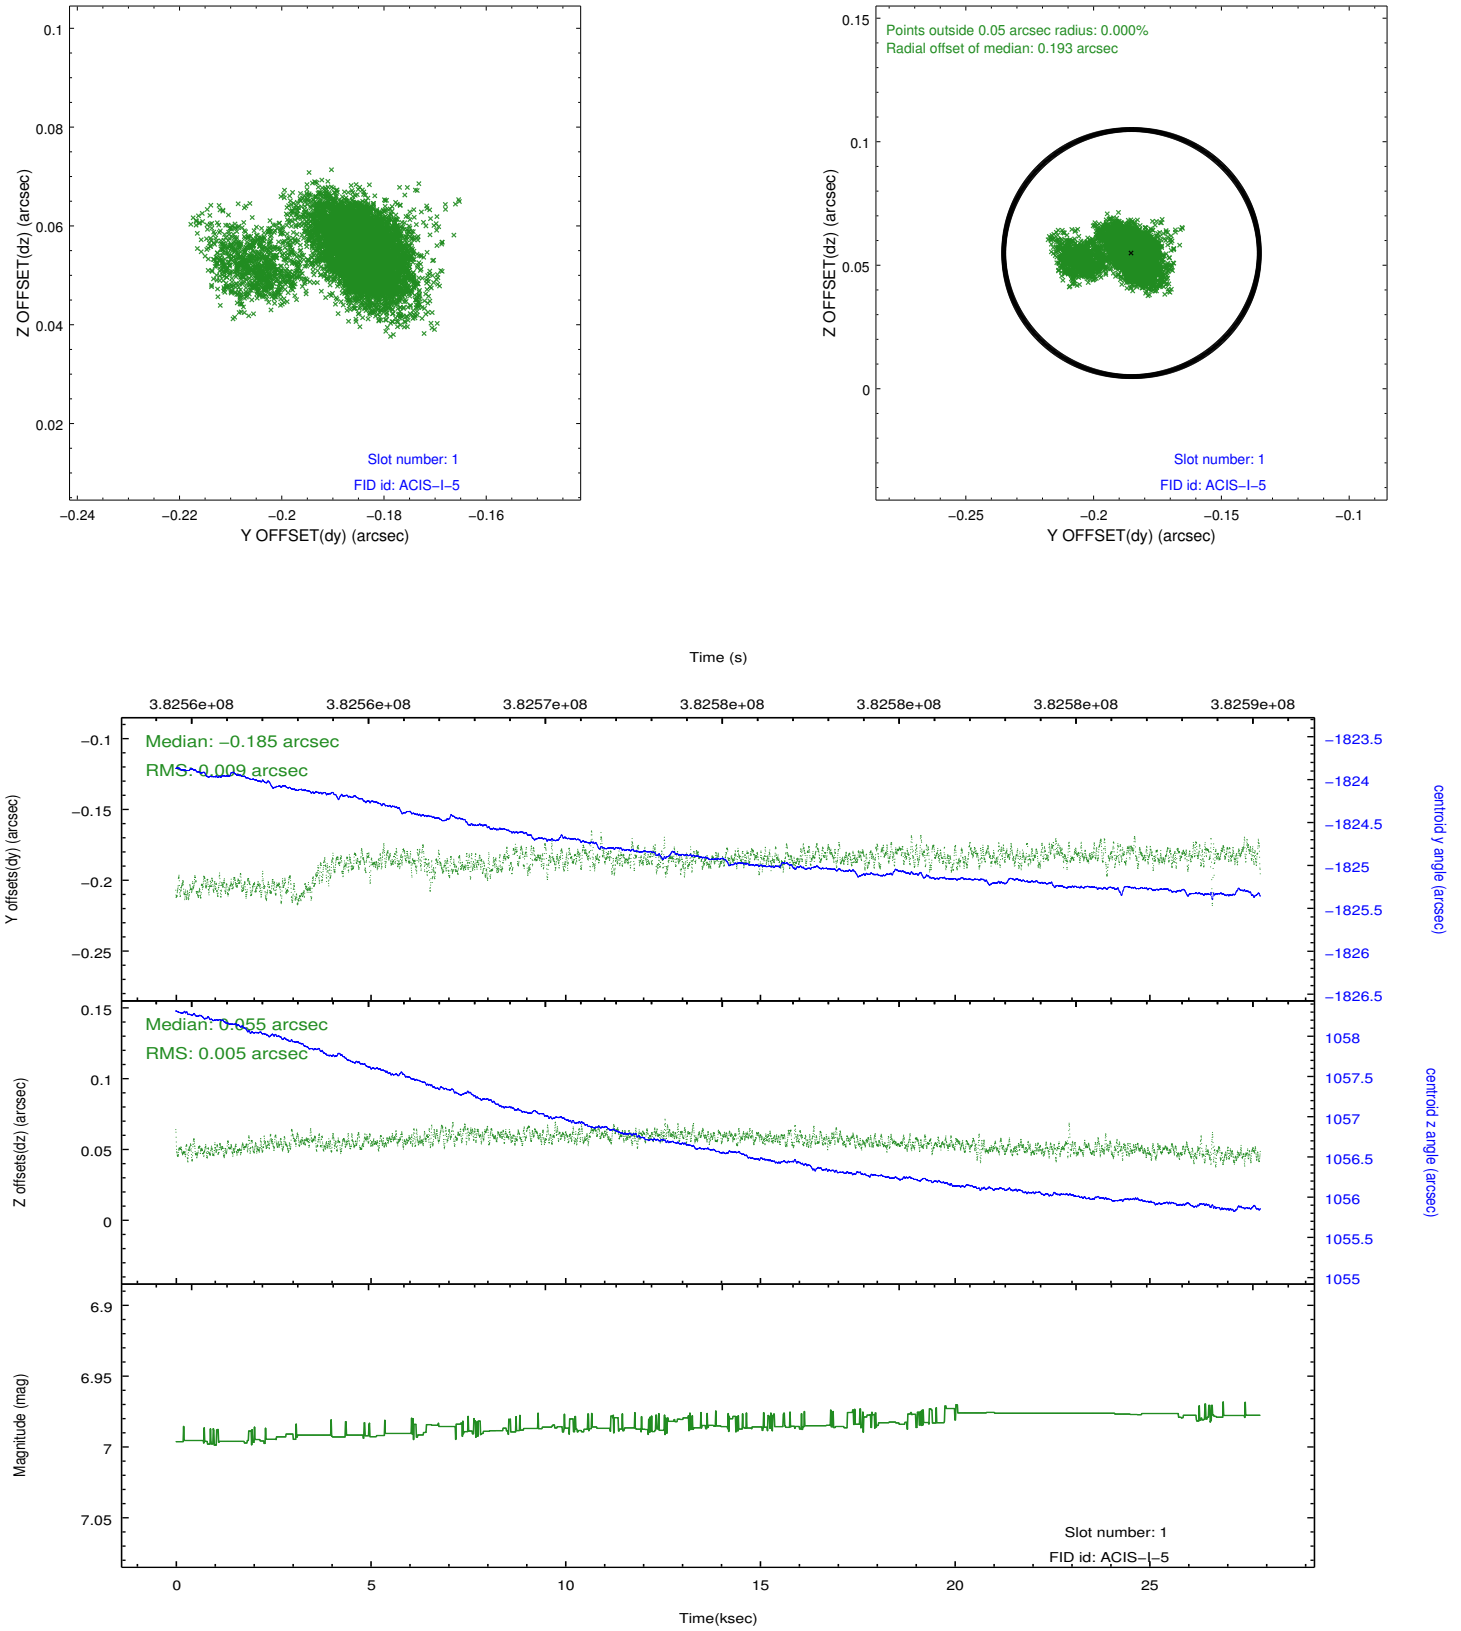 0.1
0.08
0.06
0.04
0.02
Z OFFSET(dz) (arcsec)
Slot number: 1
FID id: ACIS−I−5
−0.24 −0.22 −0.2 −0.18 −0.16
Y OFFSET(dy) (arcsec)
Points outside 0.05 arcsec radius: 0.000%
Radial offset of median: 0.193 arcsec
0.15
0.1
0.05
0
Z OFFSET(dz) (arcsec)
Slot number: 1
FID id: ACIS−I−5
−0.25 −0.2 −0.15 −0.1
Y OFFSET(dy) (arcsec)
Time (s)
3.8256e+08 3.8256e+08 3.8257e+08 3.8258e+08 3.8258e+08 3.8258e+08 3.8259e+08
Median: −0.185 arcsec
RMS: 0.009 arcsec
−0.1
−0.15
−0.2
−0.25
Y offsets(dy) (arcsec)
−1823.5
−1824
−1824.5
−1825
−1825.5
−1826
−1826.5
centroid y angle (arcsec)
Median: 0.055 arcsec
RMS: 0.005 arcsec
0.15
0.1
0.05
0
Z offsets(dz) (arcsec)
1058
1057.5
1057
1056.5
1056
1055.5
1055
centroid z angle (arcsec)
6.9
6.95
7
7.05
Magnitude (mag)
Slot number: 1
FID id: ACIS−I−5
0 5 10 15 20 25
Time(ksec)